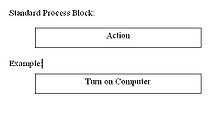 Standard Process Block:
Action
Example:
Turn on Computer